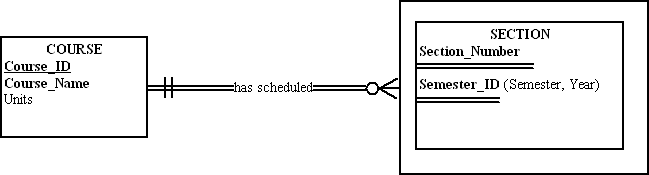 COURSE
Course_ID
Course_Name
Units
has scheduled
SECTION
Section_Number
Semester_ID (Semester, Year)